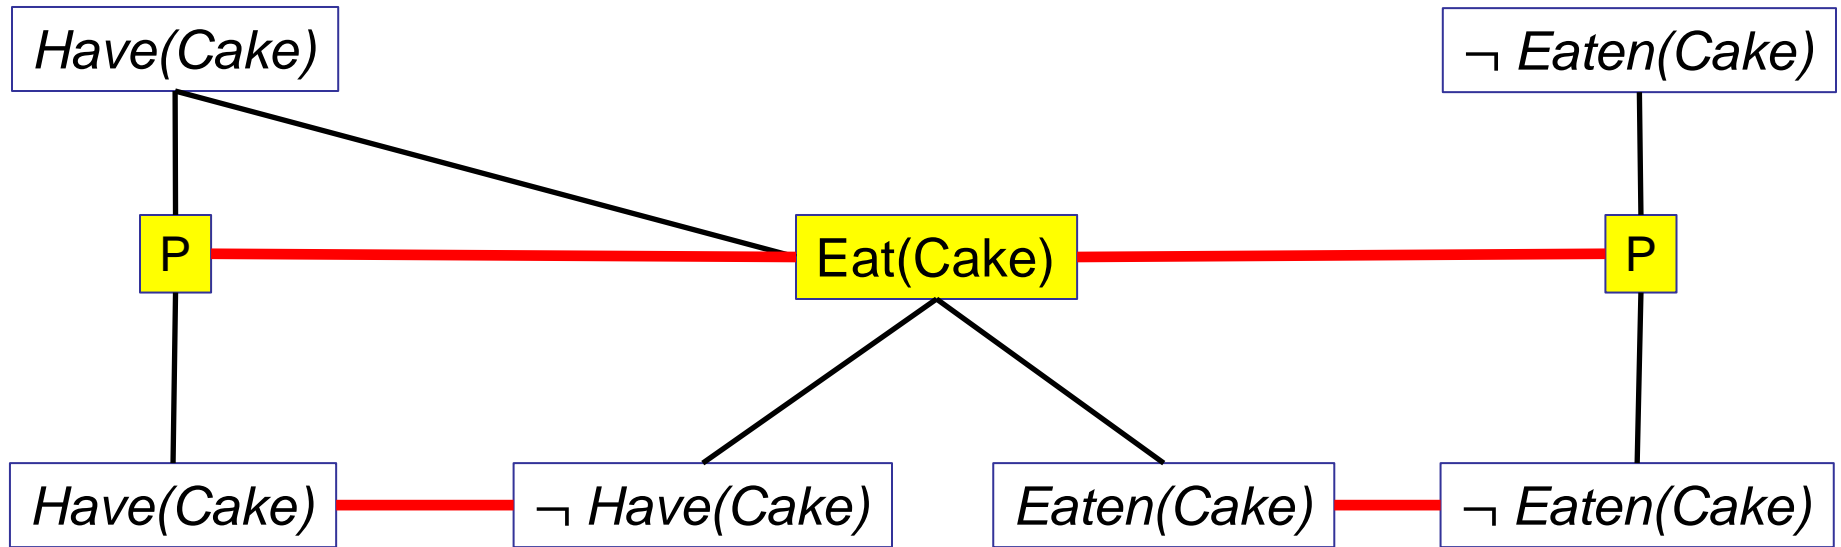 Have(Cake)
¬ Eaten(Cake)
P
Eat(Cake)
P
Have(Cake)
¬ Have(Cake)
Eaten(Cake)
¬ Eaten(Cake)